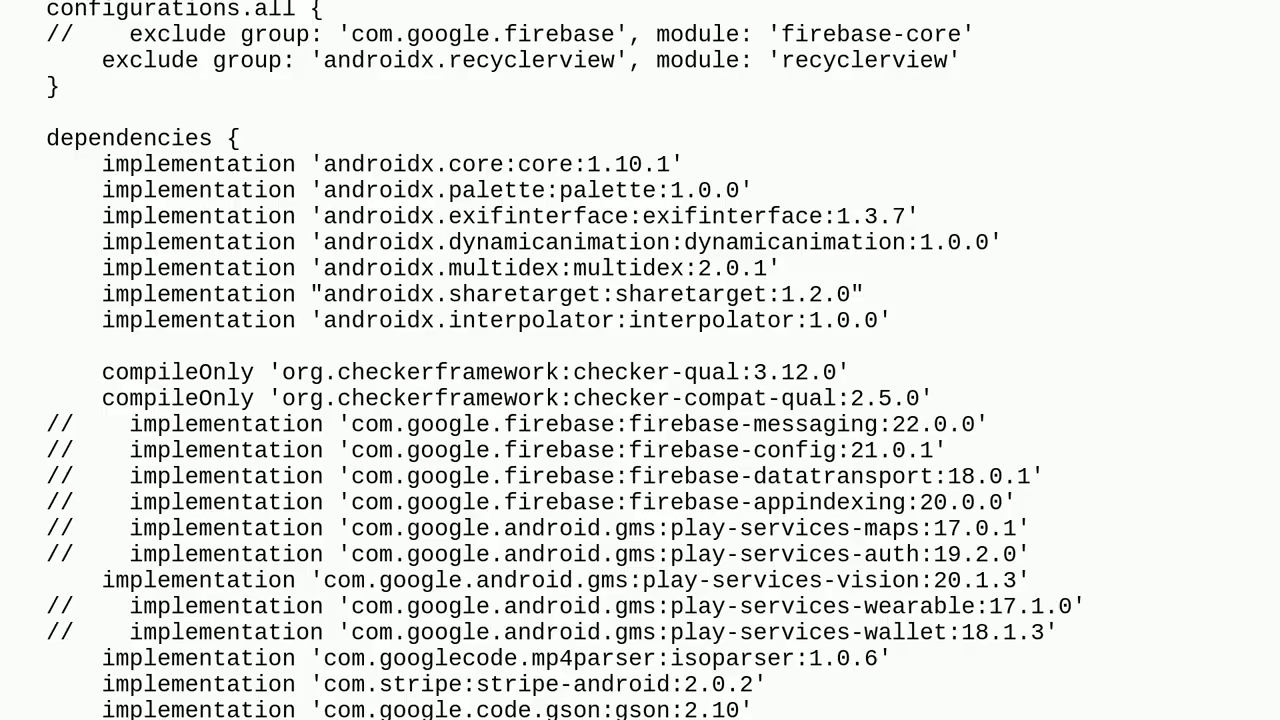 configurations.all {
//    exclude group: 'com.google.firebase', module: 'firebase-core'
    exclude group: 'androidx.recyclerview', module: 'recyclerview'
}

dependencies {
    implementation 'androidx.core:core:1.10.1'
    implementation 'androidx.palette:palette:1.0.0'
    implementation 'androidx.exifinterface:exifinterface:1.3.7'
    implementation 'androidx.dynamicanimation:dynamicanimation:1.0.0'
    implementation 'androidx.multidex:multidex:2.0.1'
    implementation "androidx.sharetarget:sharetarget:1.2.0"
    implementation 'androidx.interpolator:interpolator:1.0.0'

    compileOnly 'org.checkerframework:checker-qual:3.12.0'
    compileOnly 'org.checkerframework:checker-compat-qual:2.5.0'
//    implementation 'com.google.firebase:firebase-messaging:22.0.0'
//    implementation 'com.google.firebase:firebase-config:21.0.1'
//    implementation 'com.google.firebase:firebase-datatransport:18.0.1'
//    implementation 'com.google.firebase:firebase-appindexing:20.0.0'
//    implementation 'com.google.android.gms:play-services-maps:17.0.1'
//    implementation 'com.google.android.gms:play-services-auth:19.2.0'
    implementation 'com.google.android.gms:play-services-vision:20.1.3'
//    implementation 'com.google.android.gms:play-services-wearable:17.1.0'
//    implementation 'com.google.android.gms:play-services-wallet:18.1.3'
    implementation 'com.googlecode.mp4parser:isoparser:1.0.6'
    implementation 'com.stripe:stripe-android:2.0.2'
    implementation 'com.google.code.gson:gson:2.10'